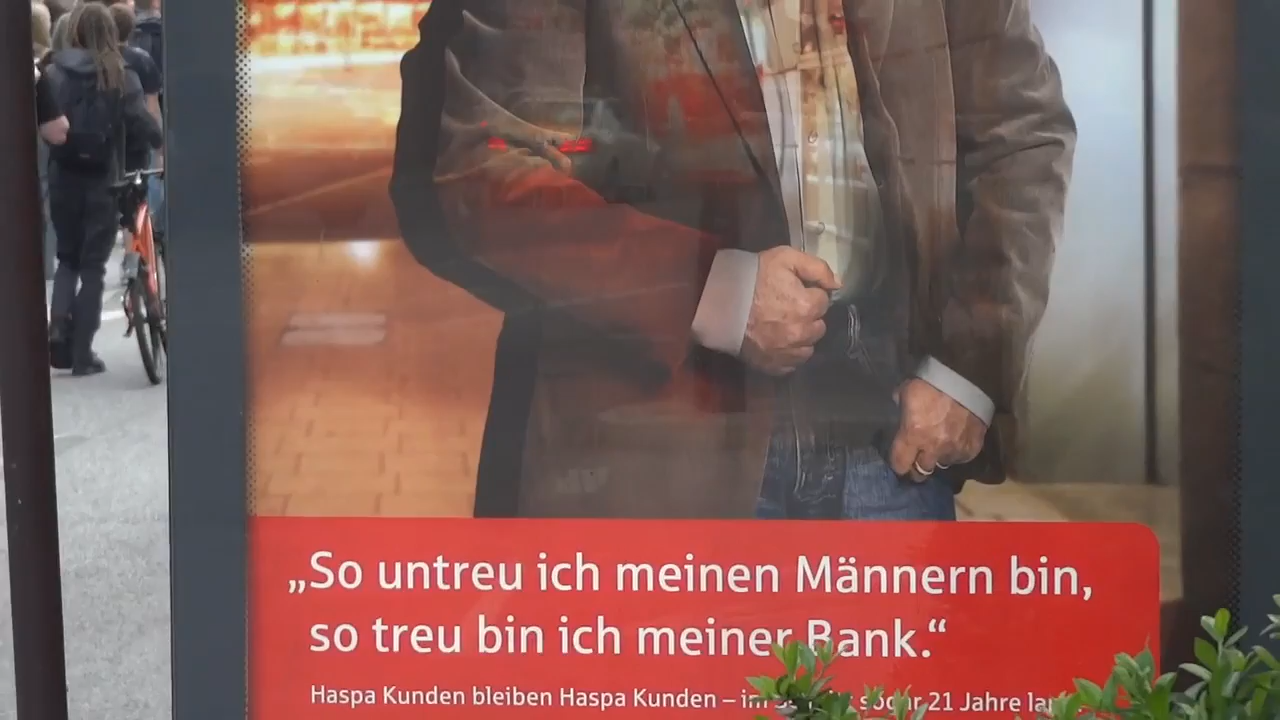 „So untreu ich meinen Männern bin,
so treu bin ich meiner Bank.“
Haspa Kunden bleiben Haspa Kunden – im sogar 21 Jahre